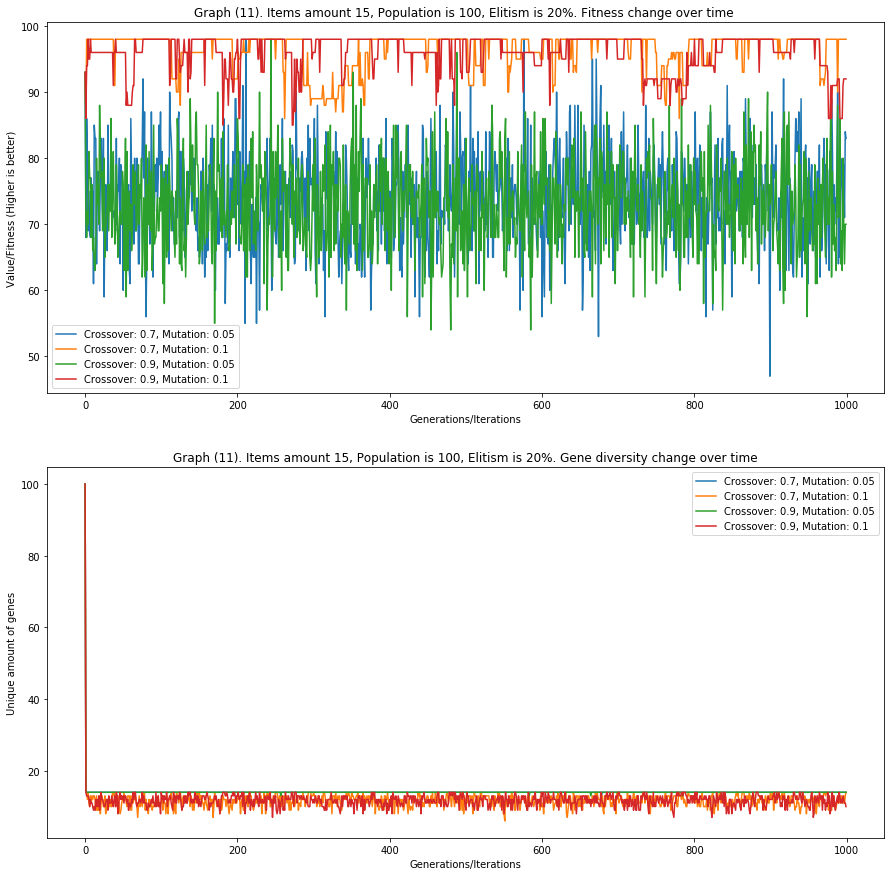 Graph (11). Items amount 15, Population is 100, Elitism is 20%. Fitness change over time
100
90
80
70
60
50
Value/Fitness (Higher is better)
Crossover: 0.7, Mutation: 0.05
Crossover: 0.7, Mutation: 0.1
Crossover: 0.9, Mutation: 0.05
Crossover: 0.9, Mutation: 0.1
0 200 400 600 800 1000
Generations/Iterations
Graph (11). Items amount 15, Population is 100, Elitism is 20%. Gene diversity change over time
100
80
60
40
20
Unique amount of genes
Crossover: 0.7, Mutation: 0.05
Crossover: 0.7, Mutation: 0.1
Crossover: 0.9, Mutation: 0.05
Crossover: 0.9, Mutation: 0.1
0 200 400 600 800 1000
Generations/Iterations